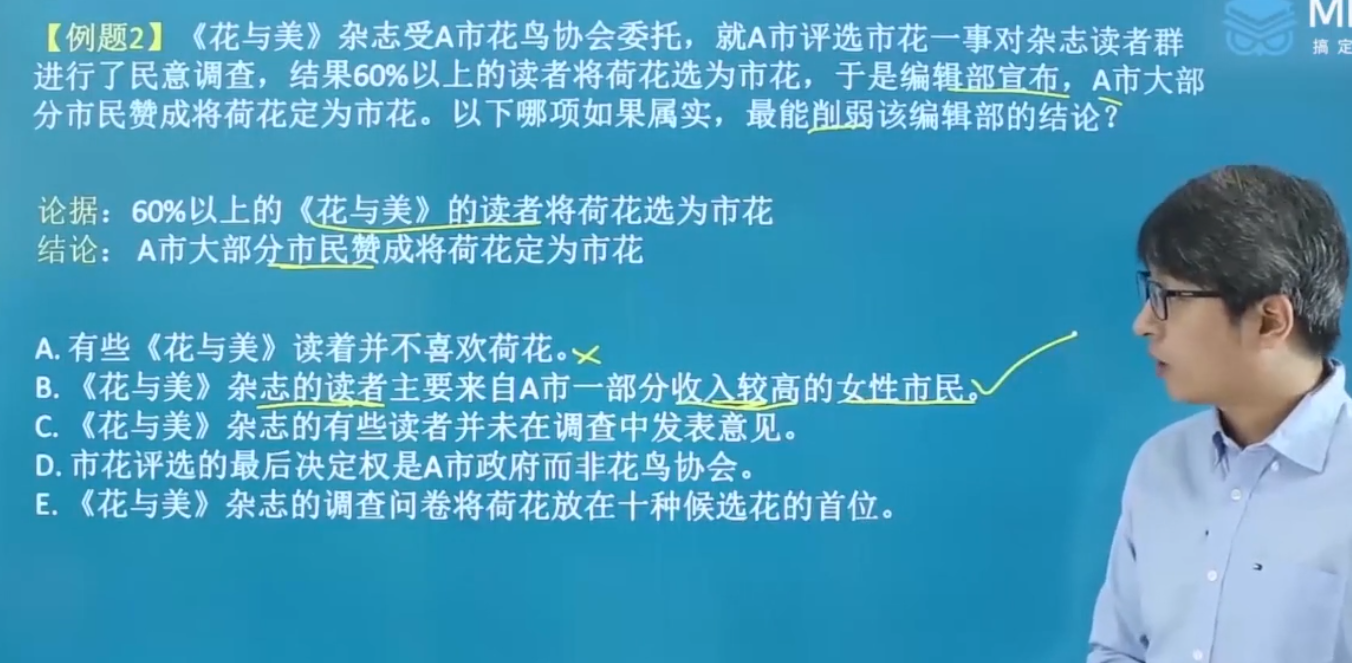 【例题2】《花与美》杂志受A市花鸟协会委托，就A市评选市花一事对杂志读者群
进行了民意调查，结果60%以上的读者将荷花选为市花，于是编辑部宣布，A市大部
分市民赞成将荷花定为市花。以下哪项如果属实，最能削弱该编辑部的结论？
论据：60%以上的《花与美》的读者将荷花选为市花
结论： A市大部分市民赞成将荷花定为市花
A. 有些《花与美》读着并不喜欢荷花。
B. 《花与美》杂志的读者主要来自A市一部分收入较高的女性市民。
C. 《花与美》杂志的有些读者并未在调查中发表意见。
D. 市花评选的最后决定权是A市政府而非花鸟协会。
E. 《花与美》杂志的调查问卷将荷花放在十种候选花的首位。
搞定